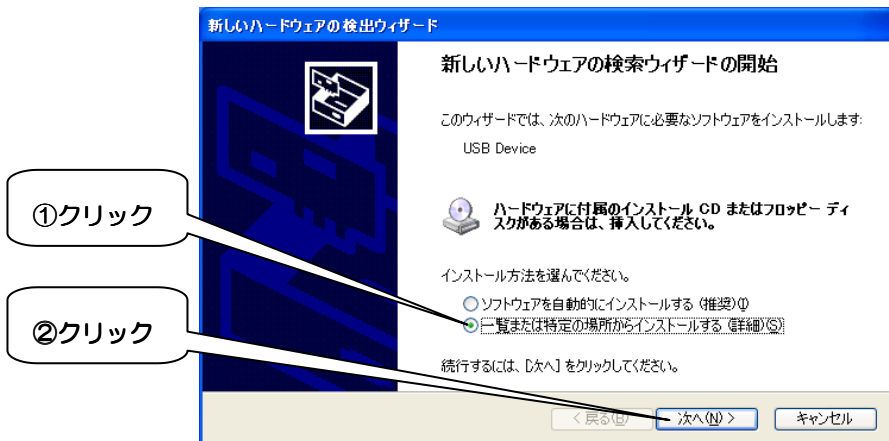 新しいハードウェアの検出ウィザード
新しいハードウェアの検索ウィザードの開始
このウィザードでは、次のハードウェアに必要なソフトウェアをインストールします:
USB Device
ハードウェアに付属のインストール CD またはフロッピー ディ
スクがある場合は、挿入してください。
①クリック
インストール方法を選んでください。
ソフトウェアを自動的にインストールする (推奨)(I)
一覧または特定の場所からインストールする (詳細)(S)
②クリック
続行するには、[次へ] をクリックしてください。
< 戻る(B)
次へ(N) >
キャンセル